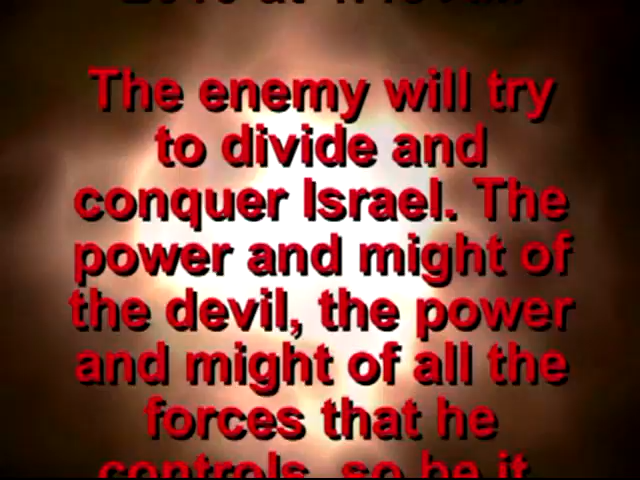 The enemy will try
to divide and
conquer Israel. The
power and might of
the devil, the power
and might of all the
forces that he
controls, so be it